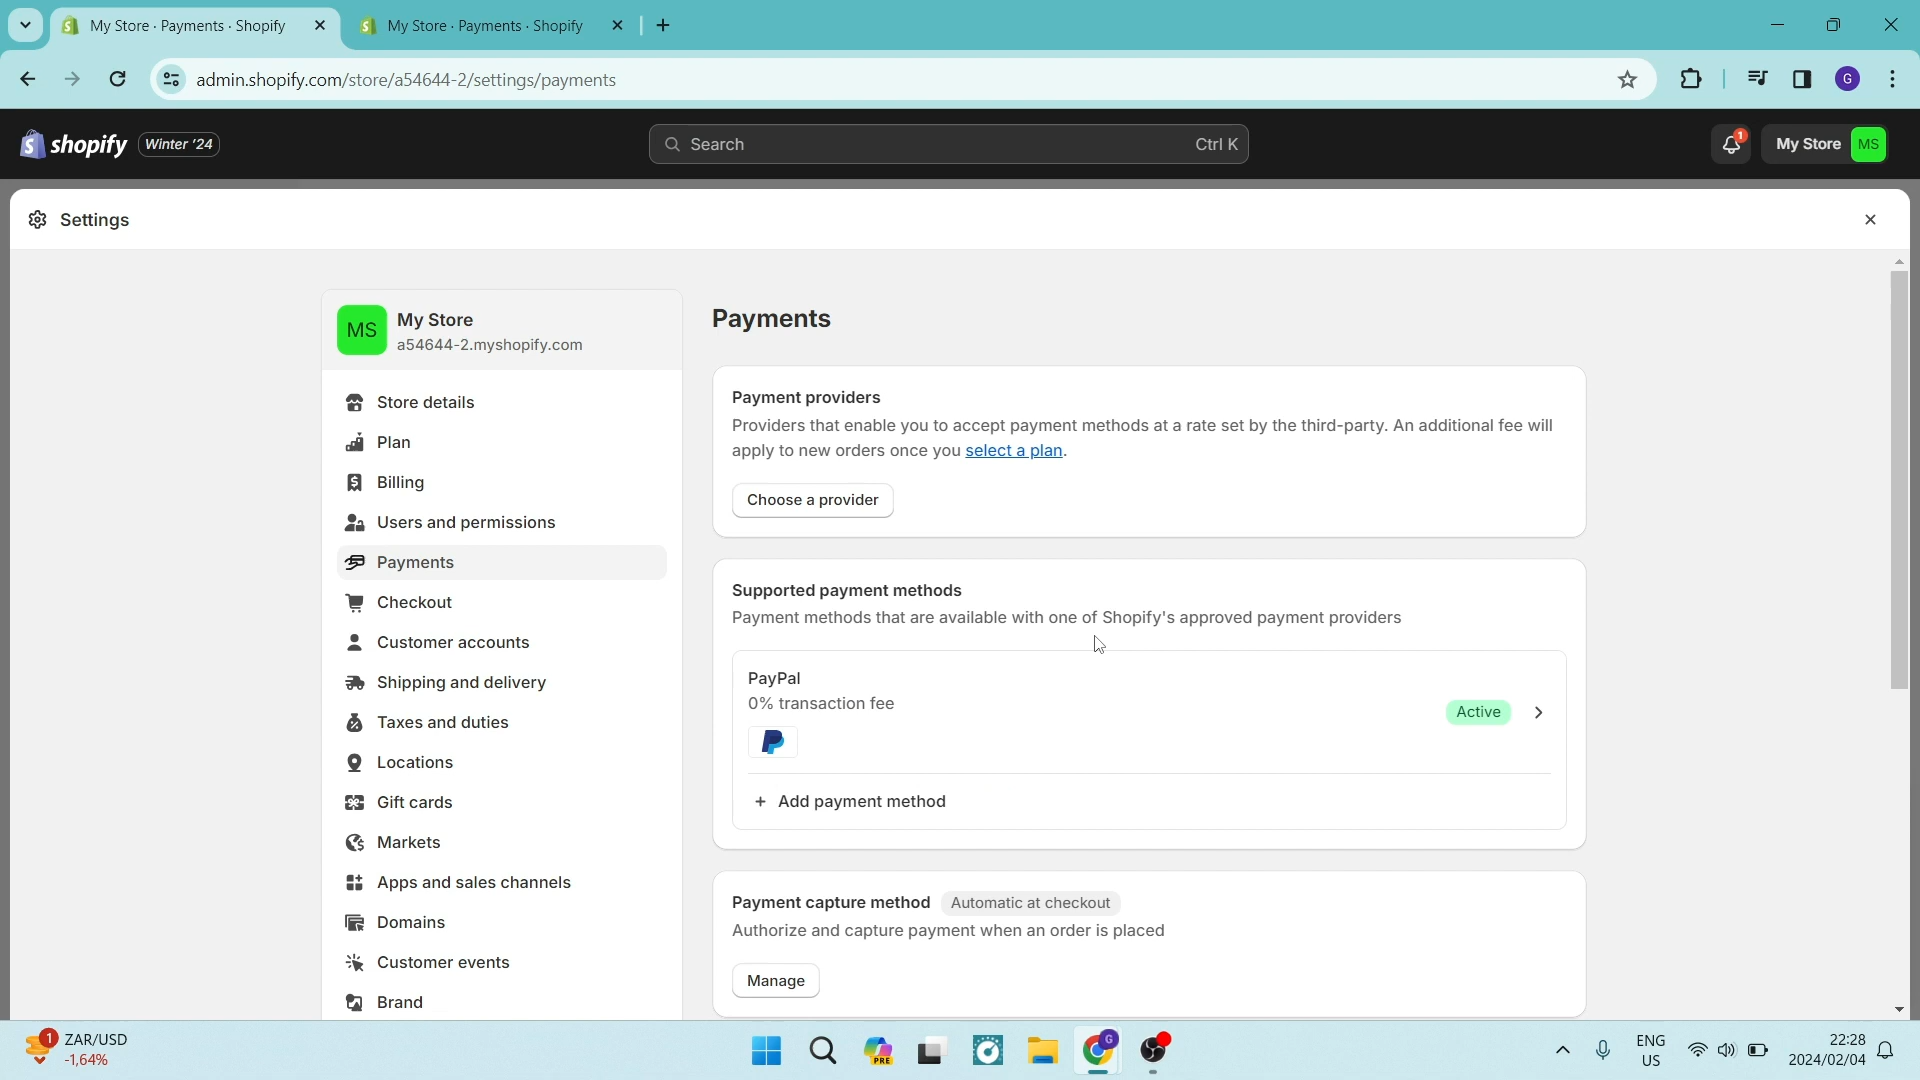 My Store · Payments · Shopify
My Store · Payments · Shopify
admin.shopify.com/store/a54644-2/settings/payments
G
shopify
Winter '24
Search
Ctrl K
1
My Store
MS
Settings
MS
My Store
a54644-2.myshopify.com
Store details
Plan
Billing
Users and permissions
Payments
Checkout
Customer accounts
Shipping and delivery
Taxes and duties
Locations
Gift cards
Markets
Apps and sales channels
Domains
Customer events
Brand
Payments
Payment providers
Providers that enable you to accept payment methods at a rate set by the third-party. An additional fee will
apply to new orders once you select a plan.
Choose a provider
Supported payment methods
Payment methods that are available with one of Shopify's approved payment providers
PayPal
0% transaction fee
Active
+ Add payment method
Payment capture method
Automatic at checkout
Authorize and capture payment when an order is placed
Manage
1
ZAR/USD
-1,64%
PRE
G
ENG
US
22:28
2024/02/04